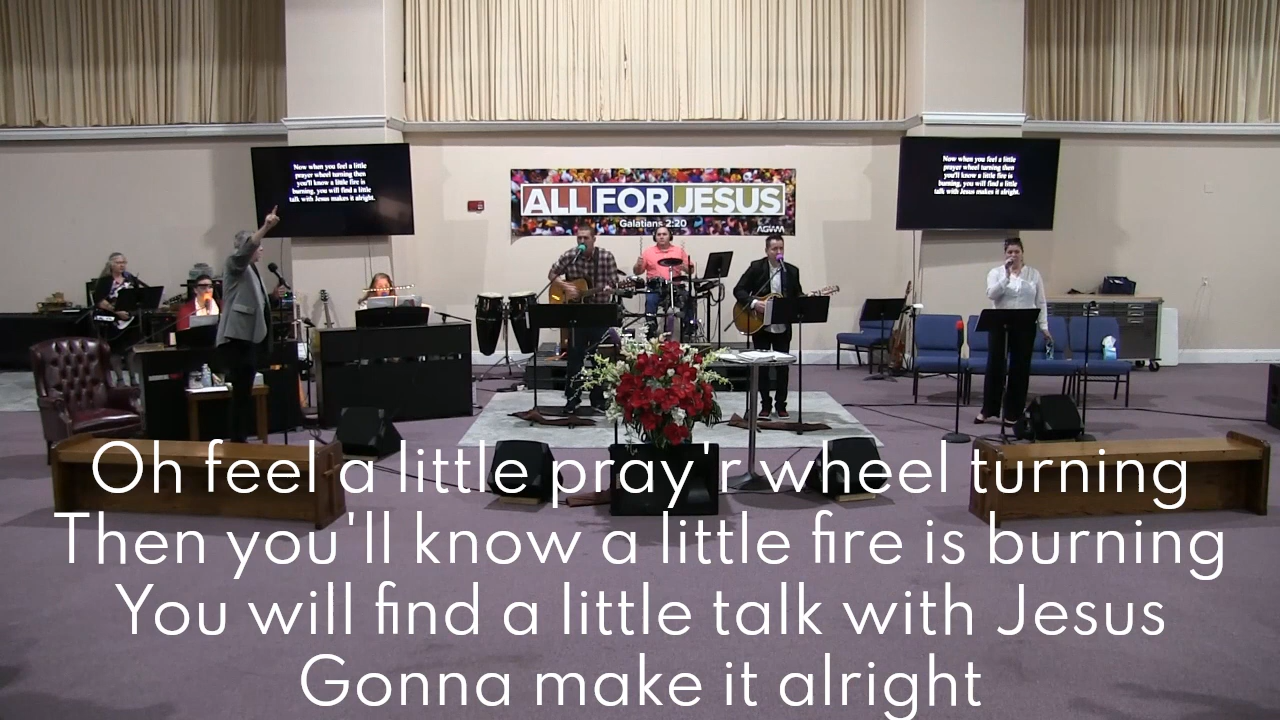 Now when you feel a little
prayer wheel turning then
you'll know a little fire is
burning, you will find a little
talk with Jesus makes it alright.
Now when you feel a little
prayer wheel turning then
you'll know a little fire is
burning, you will find a little
talk with Jesus makes it alright.
ALL FOR JESUS
Galatians 2:20
AGWM
Oh feel a little pray'r wheel turning
Then you'll know a little fire is burning
You will find a little talk with Jesus
Gonna make it alright